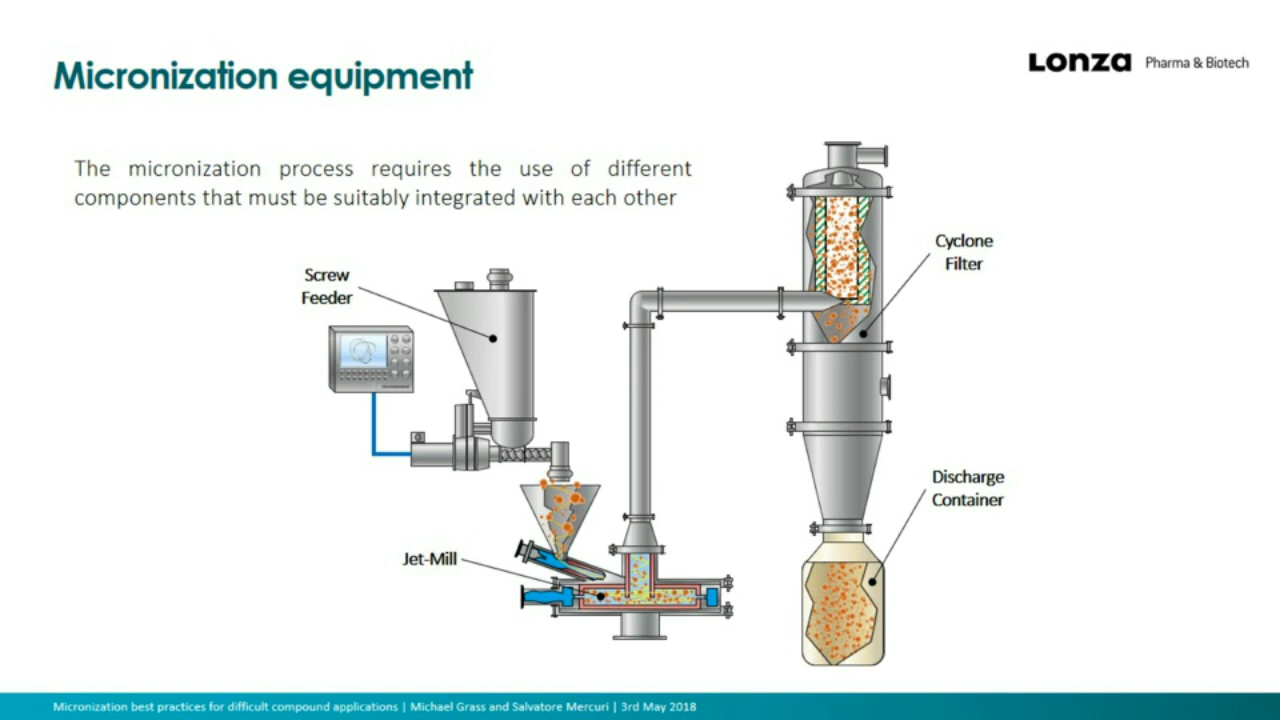 Micronization equipment
Lonza Pharma & Biotech
The micronization process requires the use of different
components that must be suitably integrated with each other
Screw
Feeder
Cyclone
Filter
Discharge
Container
Jet-Mill
Micronization best practices for difficult compound applications | Michael Grass and Salvatore Mercuri | 3rd May 2018